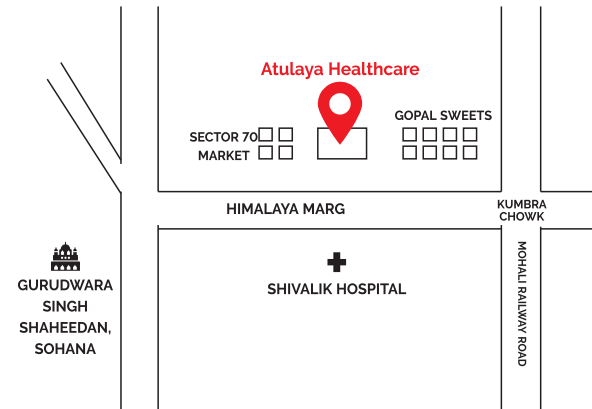 Atulaya Healthcare
GOPAL SWEETS
SECTOR 70
MARKET
HIMALAYA MARG
KUMBRA
CHOWK
SHIVALIK HOSPITAL
GURUDWARA
SINGH
SHAHEEDAN,
SOHANA
MOHALI RAILWAY ROAD